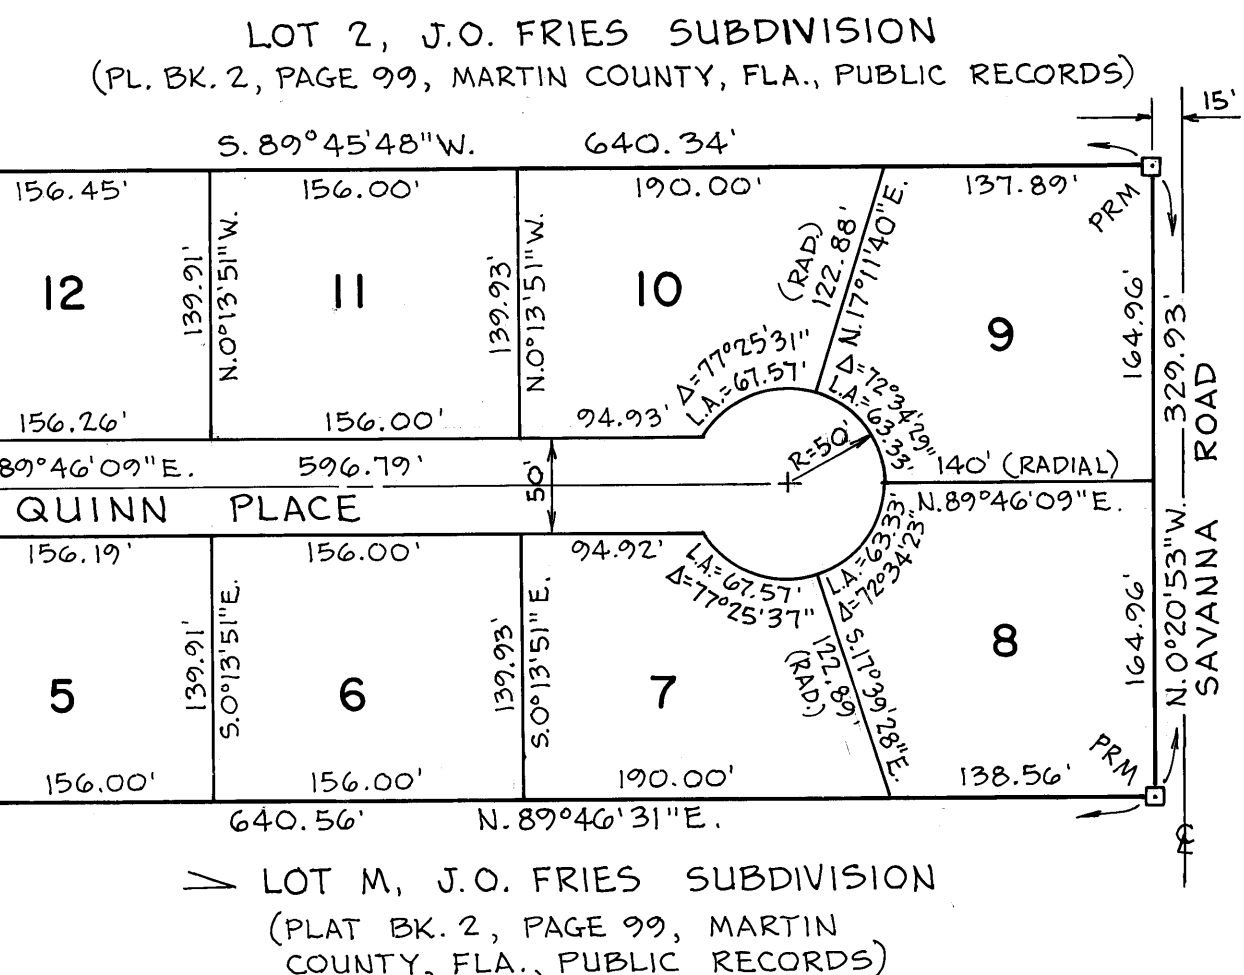 LOT 2, J.O. FRIES SUBDIVISION
(PL. BK. 2, PAGE 99, MARTIN COUNTY, FLA., PUBLIC RECORDS)
15'
S. 89°45'48"W. 640.34'
156.45' 156.00' 190.00' 137.89'
PRM
139.91'
N.0°13'51"W.
139.93'
N.0°13'51"W.
(RAD.)
122.88'
N.17°11'40"E.
12 11 10 9
164.96'
329.93'
Δ=77°25'31"
L.A.=67.57'
Δ=72°34'29"
L.A.=63.33'
156.26' 156.00' 94.93'
R=50'
89°46'09"E. 596.79'
50'
140' (RADIAL)
N.89°46'09"E.
QUINN PLACE
SAVANNA ROAD
N.0°20'53"W.
156.19' 156.00' 94.92'
L.A.=67.57'
Δ=77°25'37"
L.A.=63.33'
Δ=72°34'23"
139.91'
S.0°13'51"E.
139.93'
S.0°13'51"E.
122.89'
(RAD.)
S.17°39'28"E.
5 6 7 8
164.96'
PRM
156.00' 156.00' 190.00' 138.56'
640.56' N.89°46'31"E.
LOT M, J.O. FRIES SUBDIVISION
(PLAT BK. 2, PAGE 99, MARTIN
COUNTY, FLA., PUBLIC RECORDS)